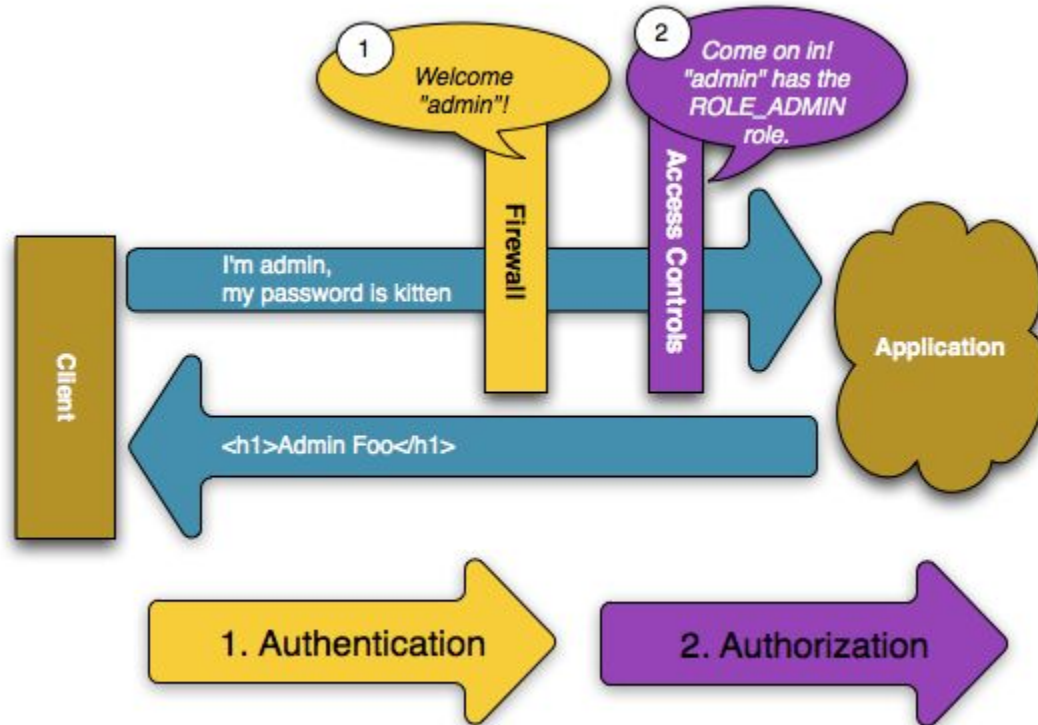 1
Welcome
"admin"!
2
Come on in!
"admin" has the
ROLE_ADMIN
role.
Firewall
Access Controls
I'm admin,
my password is kitten
Client
Application
<h1>Admin Foo</h1>
1. Authentication
2. Authorization